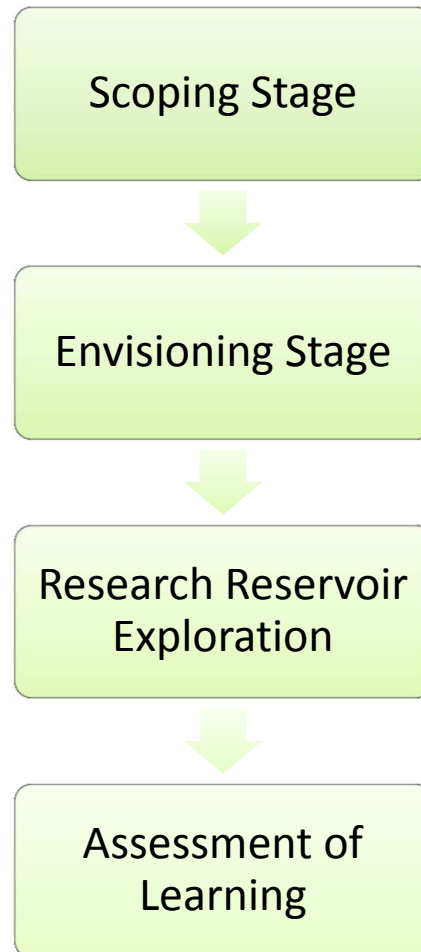 Scoping Stage
Envisioning Stage
Research Reservoir
Exploration
Assessment of
Learning